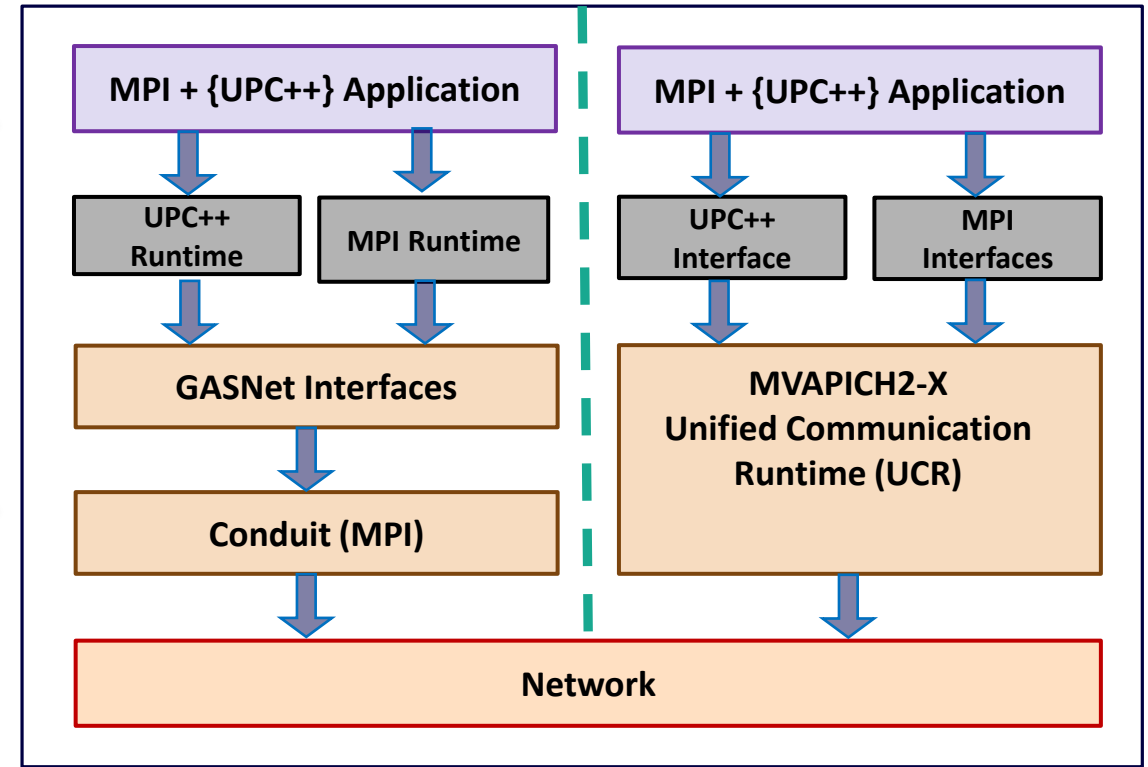 MPI + {UPC++} Application
UPC++
Runtime
MPI Runtime
GASNet Interfaces
Conduit (MPI)
MPI + {UPC++} Application
UPC++
Interface
MPI
Interfaces
MVAPICH2-X
Unified Communication
Runtime (UCR)
Network